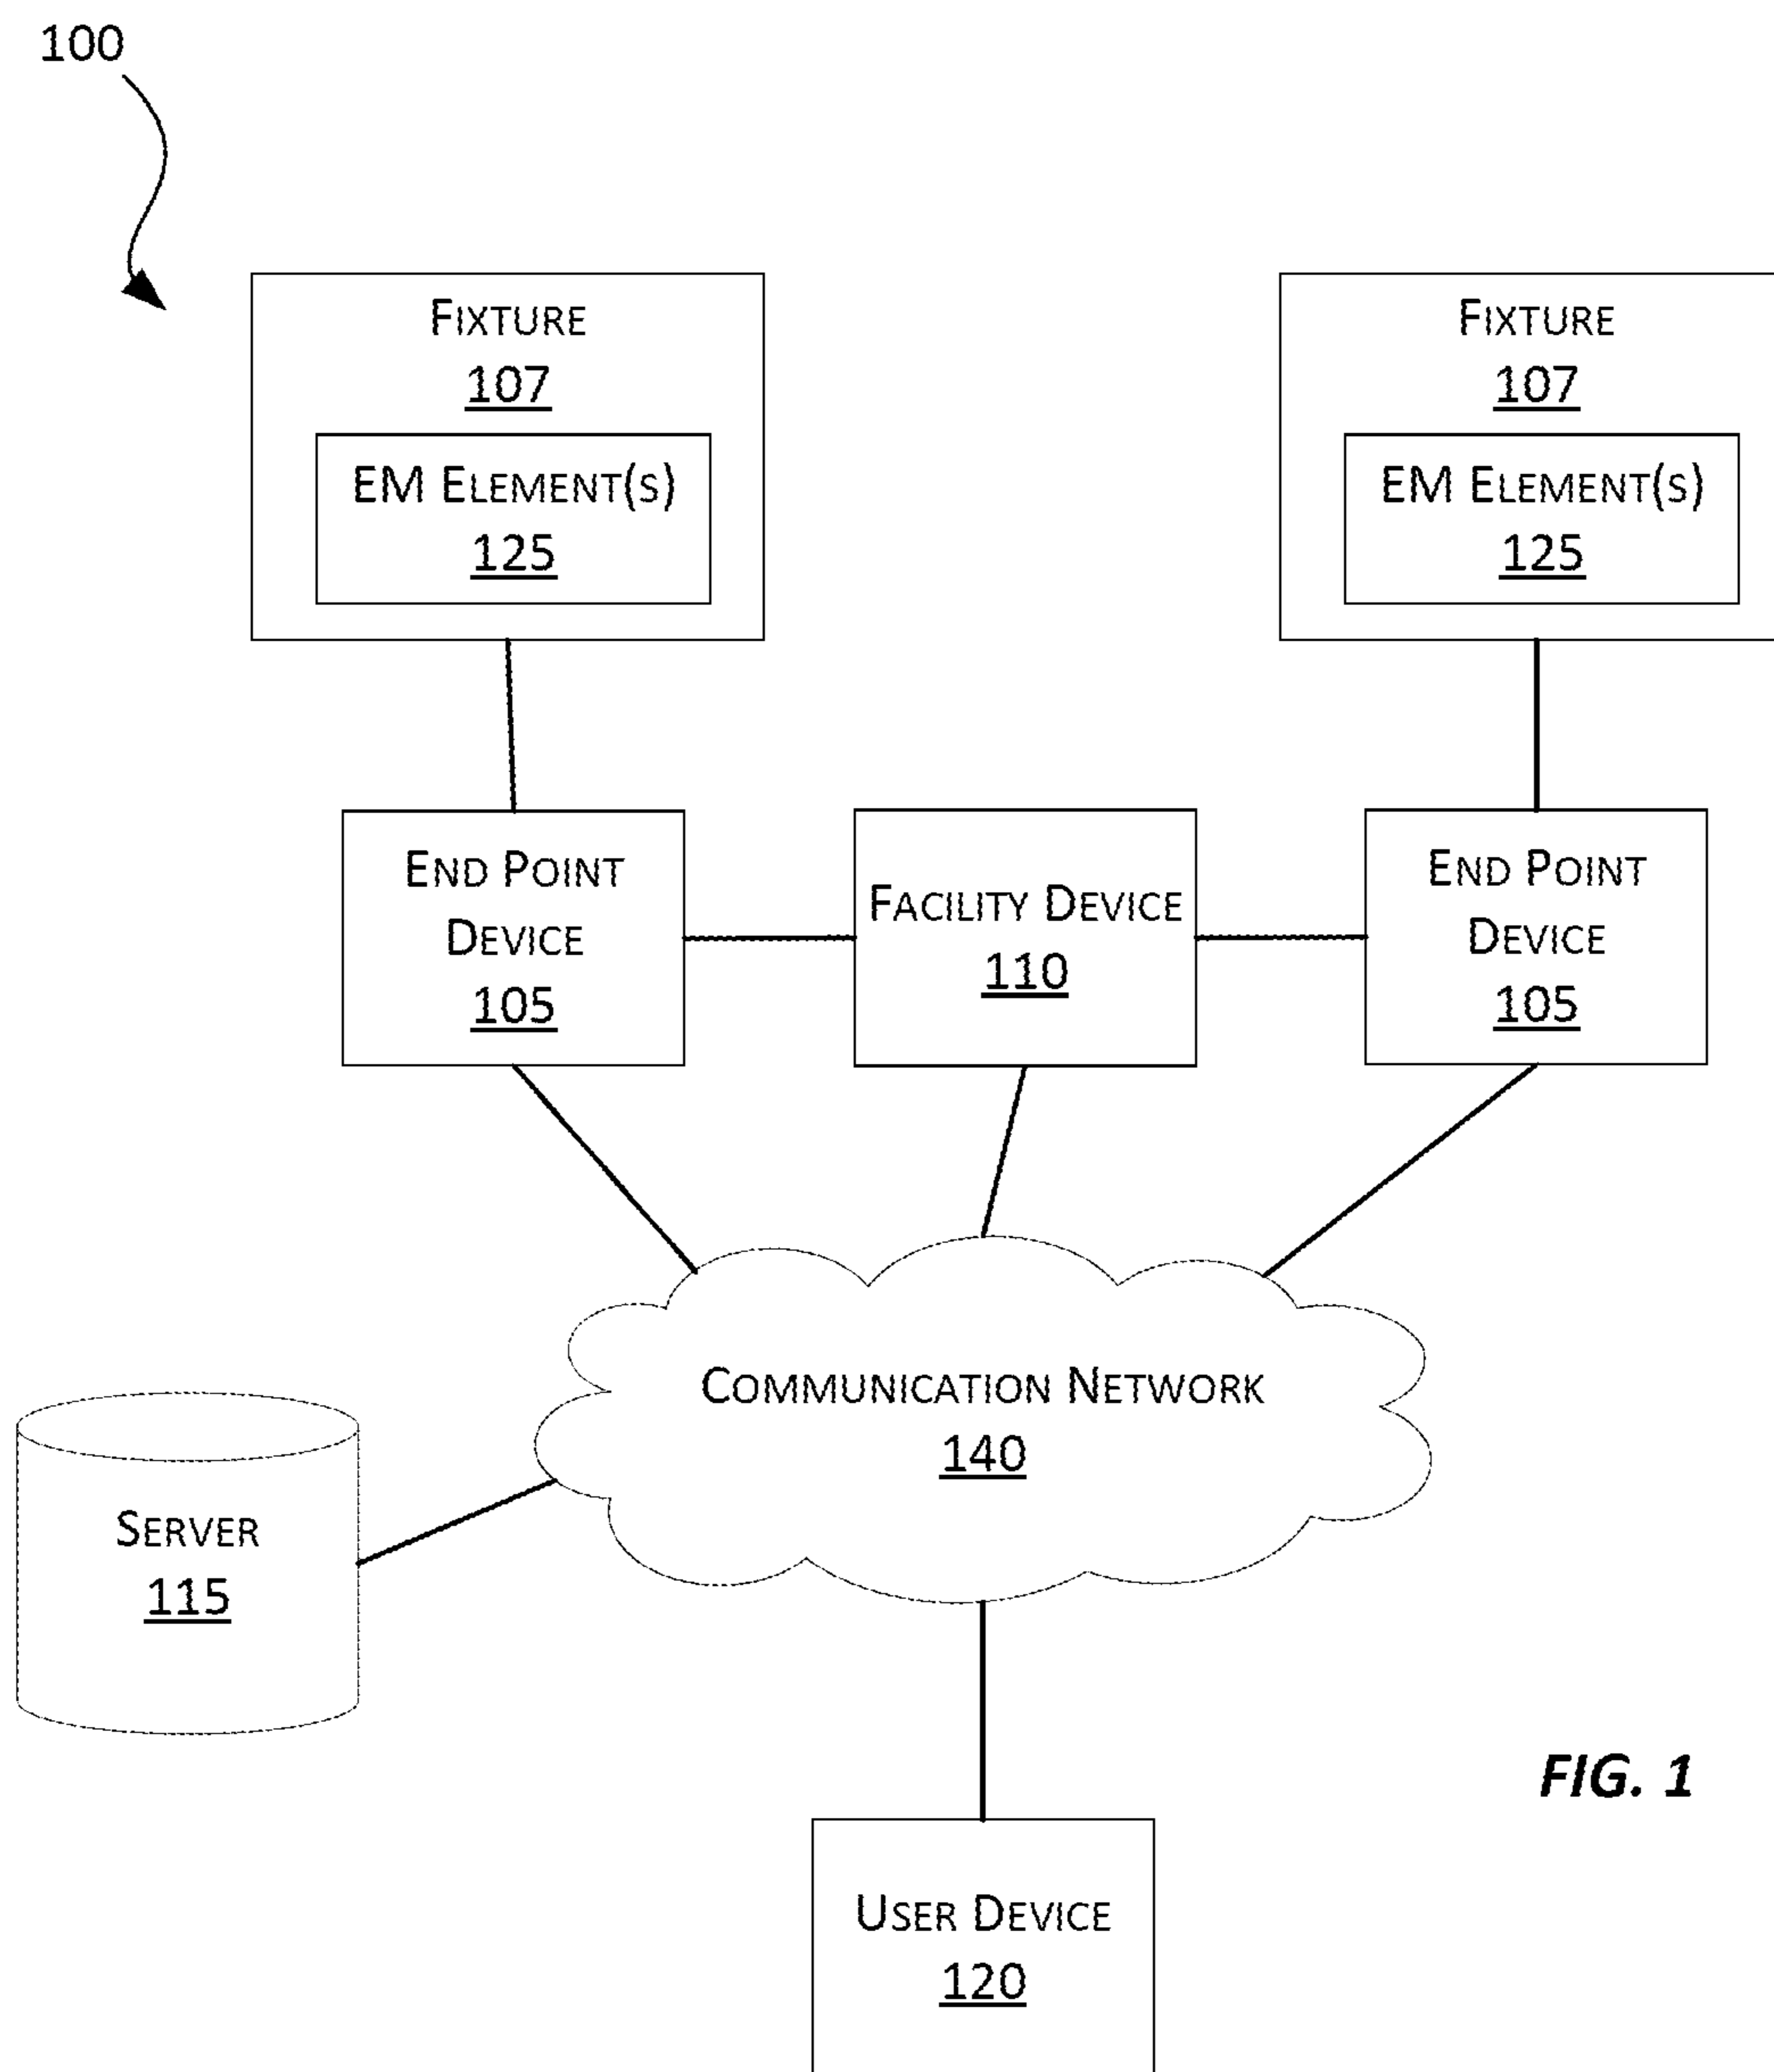 100
FIXTURE
107
EM ELEMENT(S)
125
FIXTURE
107
EM ELEMENT(S)
125
END POINT
DEVICE
105
FACILITY DEVICE
110
END POINT
DEVICE
105
COMMUNICATION NETWORK
140
SERVER
115
USER DEVICE
120
FIG. 1